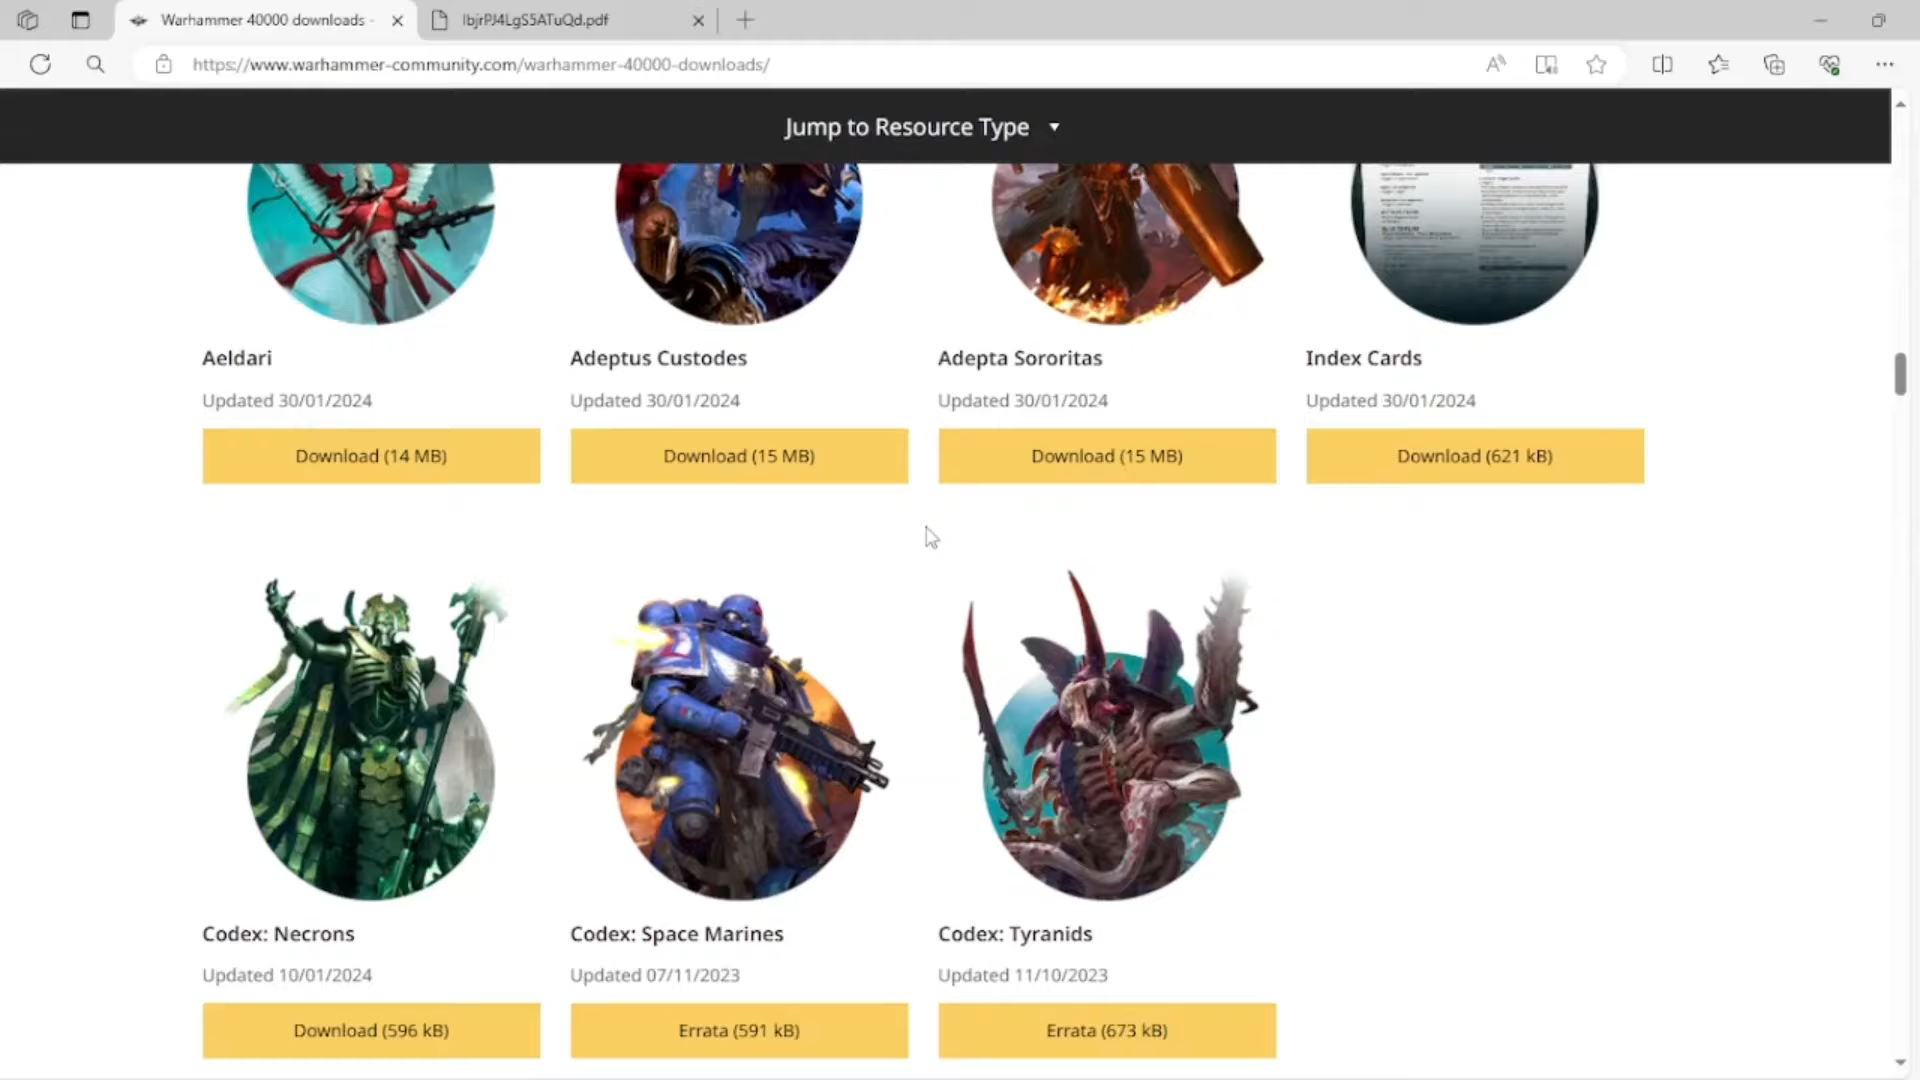 Warhammer 40000 downloads -
lbjrPJ4LgS5ATuQd.pdf
https://www.warhammer-community.com/warhammer-40000-downloads/
Jump to Resource Type
Aeldari
Adeptus Custodes
Adepta Sororitas
Index Cards
Updated 30/01/2024
Updated 30/01/2024
Updated 30/01/2024
Updated 30/01/2024
Download (14 MB)
Download (15 MB)
Download (15 MB)
Download (621 kB)
Codex: Necrons
Codex: Space Marines
Codex: Tyranids
Updated 10/01/2024
Updated 07/11/2023
Updated 11/10/2023
Download (596 kB)
Errata (591 kB)
Errata (673 kB)